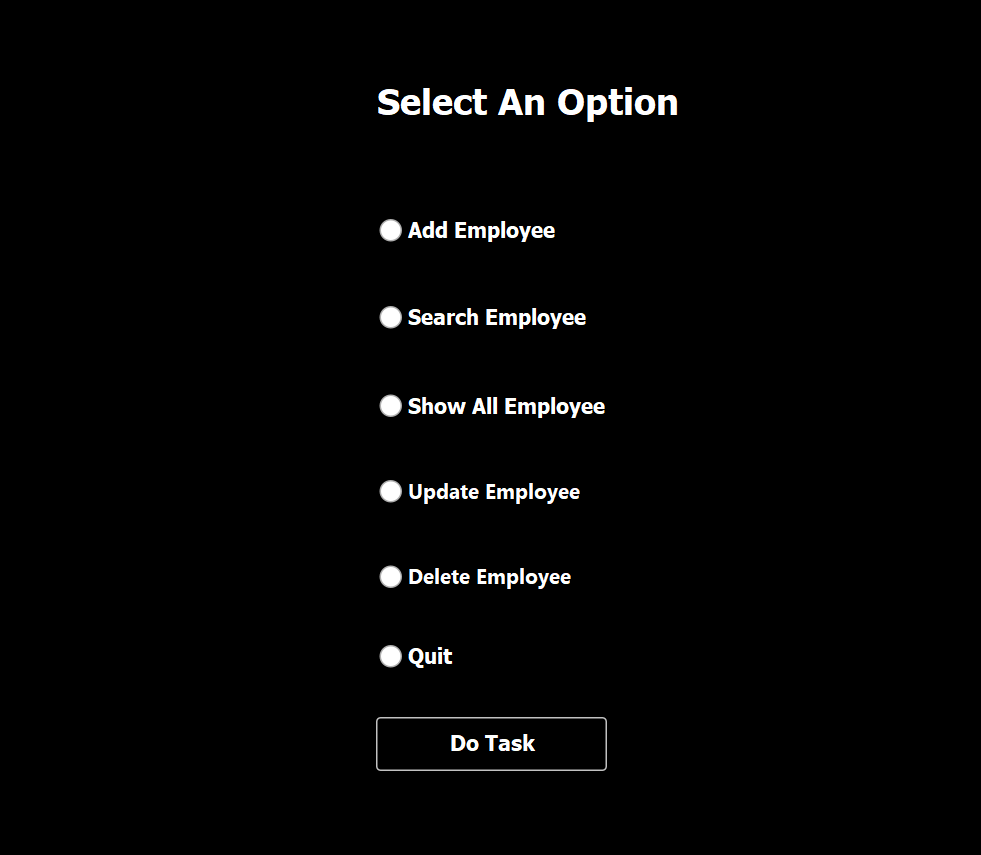 Select An Option
Add Employee
Search Employee
Show All Employee
Update Employee
Delete Employee
Quit
Do Task